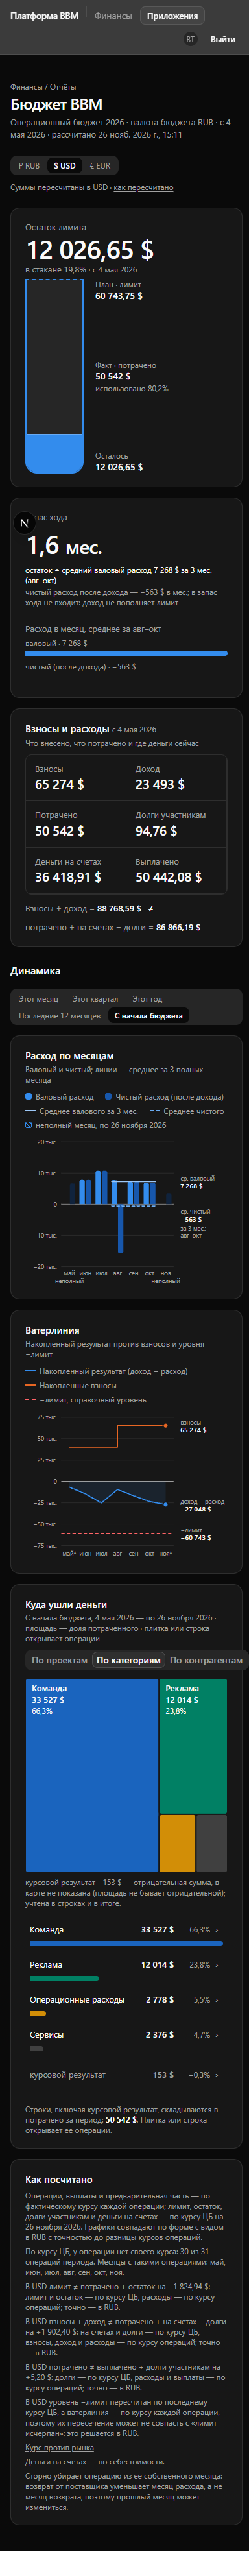 Платформа BBM
Финансы
Приложения
BT
Выйти
Финансы / Отчёты
Бюджет BBM
Операционный бюджет 2026 · валюта бюджета RUB · с 4
мая 2026 · рассчитано 26 нояб. 2026 г., 15:11
₽ RUB
$ USD
€ EUR
Суммы пересчитаны в USD · как пересчитано
Остаток лимита
12 026,65 $
в стакане 19,8% · с 4 мая 2026
План · лимит
60 743,75 $
Факт · потрачено
50 542 $
использовано 80,2%
Осталось
12 026,65 $
N
пас хода
1,6 мес.
остаток ÷ средний валовый расход 7 268 $ за 3 мес.
(авг–окт)
чистый расход после дохода — −563 $ в мес.; в запас
хода не входит: доход не пополняет лимит
Расход в месяц, среднее за авг–окт
валовый · 7 268 $
чистый (после дохода) · −563 $
Взносы и расходы с 4 мая 2026
Что внесено, что потрачено и где деньги сейчас
Взносы
65 274 $
Доход
23 493 $
Потрачено
50 542 $
Долги участникам
94,76 $
Деньги на счетах
36 418,91 $
Выплачено
50 442,08 $
Взносы + доход = 88 768,59 $ ≠
потрачено + на счетах − долги = 86 866,19 $
Динамика
Этот месяц
Этот квартал
Этот год
Последние 12 месяцев
С начала бюджета
Расход по месяцам
Валовый и чистый; линии — среднее за 3 полных
месяца
Валовый расход
Чистый расход (после дохода)
Среднее валового за 3 мес.
Среднее чистого
неполный месяц, по 26 ноября 2026
20 тыс.
10 тыс.
0
−10 тыс.
−20 тыс.
ср. валовый
7 268 $
ср. чистый
−563 $
за 3 мес.:
авг–окт
май июн июл авг сен окт ноя
неполный
неполный
Ватерлиния
Накопленный результат против взносов и уровня
−лимит
Накопленный результат (доход − расход)
Накопленные взносы
−лимит, справочный уровень
75 тыс.
50 тыс.
25 тыс.
0
−25 тыс.
−50 тыс.
−75 тыс.
взносы
65 274 $
доход − расход
−27 048 $
−лимит
−60 743 $
май* июн июл авг сен окт ноя*
Куда ушли деньги
С начала бюджета, 4 мая 2026 — по 26 ноября 2026 ·
площадь — доля потраченного · плитка или строка
открывает операции
По проектам
По категориям
По контрагентам
Команда
33 527 $
66,3%
Реклама
12 014 $
23,8%
курсовой результат −153 $ — отрицательная сумма, в
карте не показана (площадь не бывает отрицательной);
учтена в строках и в итоге.
Команда 33 527 $ 66,3% ›
Реклама 12 014 $ 23,8% ›
Операционные расходы 2 778 $ 5,5% ›
Сервисы 2 376 $ 4,7% ›
курсовой результат −153 $ −0,3% ›
Строки, включая курсовой результат, складываются в
потрачено за период: 50 542 $. Плитка или строка
открывает её операции.
Как посчитано
Операции, выплаты и предварительная часть — по
фактическому курсу каждой операции; лимит, остаток,
долги участникам и деньги на счетах — по курсу ЦБ на
26 ноября 2026. Графики совпадают по форме с видом
в RUB с точностью до разницы курсов операций.
По курсу ЦБ, у операции нет своего курса: 30 из 31
операций периода. Месяцы с такими операциями: май,
июн, июл, авг, сен, окт, ноя.
В USD лимит ≠ потрачено + остаток на −1 824,94 $:
лимит и остаток — по курсу ЦБ, расходы — по курсу
операций; точно — в RUB.
В USD взносы + доход ≠ потрачено + на счетах − долги
на +1 902,40 $: на счетах и долги — по курсу ЦБ,
взносы, доход и расходы — по курсу операций; точно
— в RUB.
В USD потрачено ≠ выплачено + долги участникам на
+5,20 $: долги — по курсу ЦБ, расходы и выплаты — по
курсу операций; точно — в RUB.
В USD уровень −лимит пересчитан по последнему
курсу ЦБ, а ватерлиния — по курсу каждой операции,
поэтому их пересечение может не совпасть с «лимит
исчерпан»: это решается в RUB.
Курс против рынка
Деньги на счетах — по себестоимости.
Сторно убирает операцию из её собственного месяца:
возврат от поставщика уменьшает месяц расхода, а не
месяц возврата, поэтому прошлый месяц может
измениться.